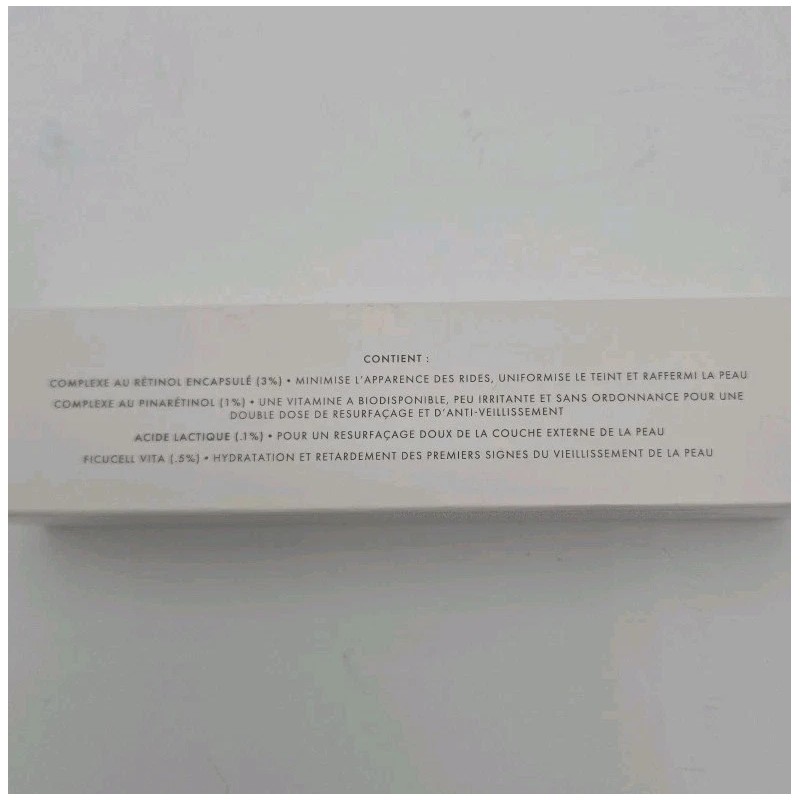 CONTIENT :
COMPLEXE AU RÉTINOL ENCAPSULÉ (3%) • MINIMISE L'APPARENCE DES RIDES, UNIFORMISE LE TEINT ET RAFFERMI LA PEAU
COMPLEXE AU PINARÉTINOL (1%) • UNE VITAMINE A BIODISPONIBLE, PEU IRRITANTE ET SANS ORDONNANCE POUR UNE
DOUBLE DOSE DE RESURFAÇAGE ET D'ANTI-VEILLISSEMENT
ACIDE LACTIQUE (.1%) • POUR UN RESURFAÇAGE DOUX DE LA COUCHE EXTERNE DE LA PEAU
FICUCELL VITA (.5%) • HYDRATATION ET RETARDEMENT DES PREMIERS SIGNES DU VIEILLISSEMENT DE LA PEAU